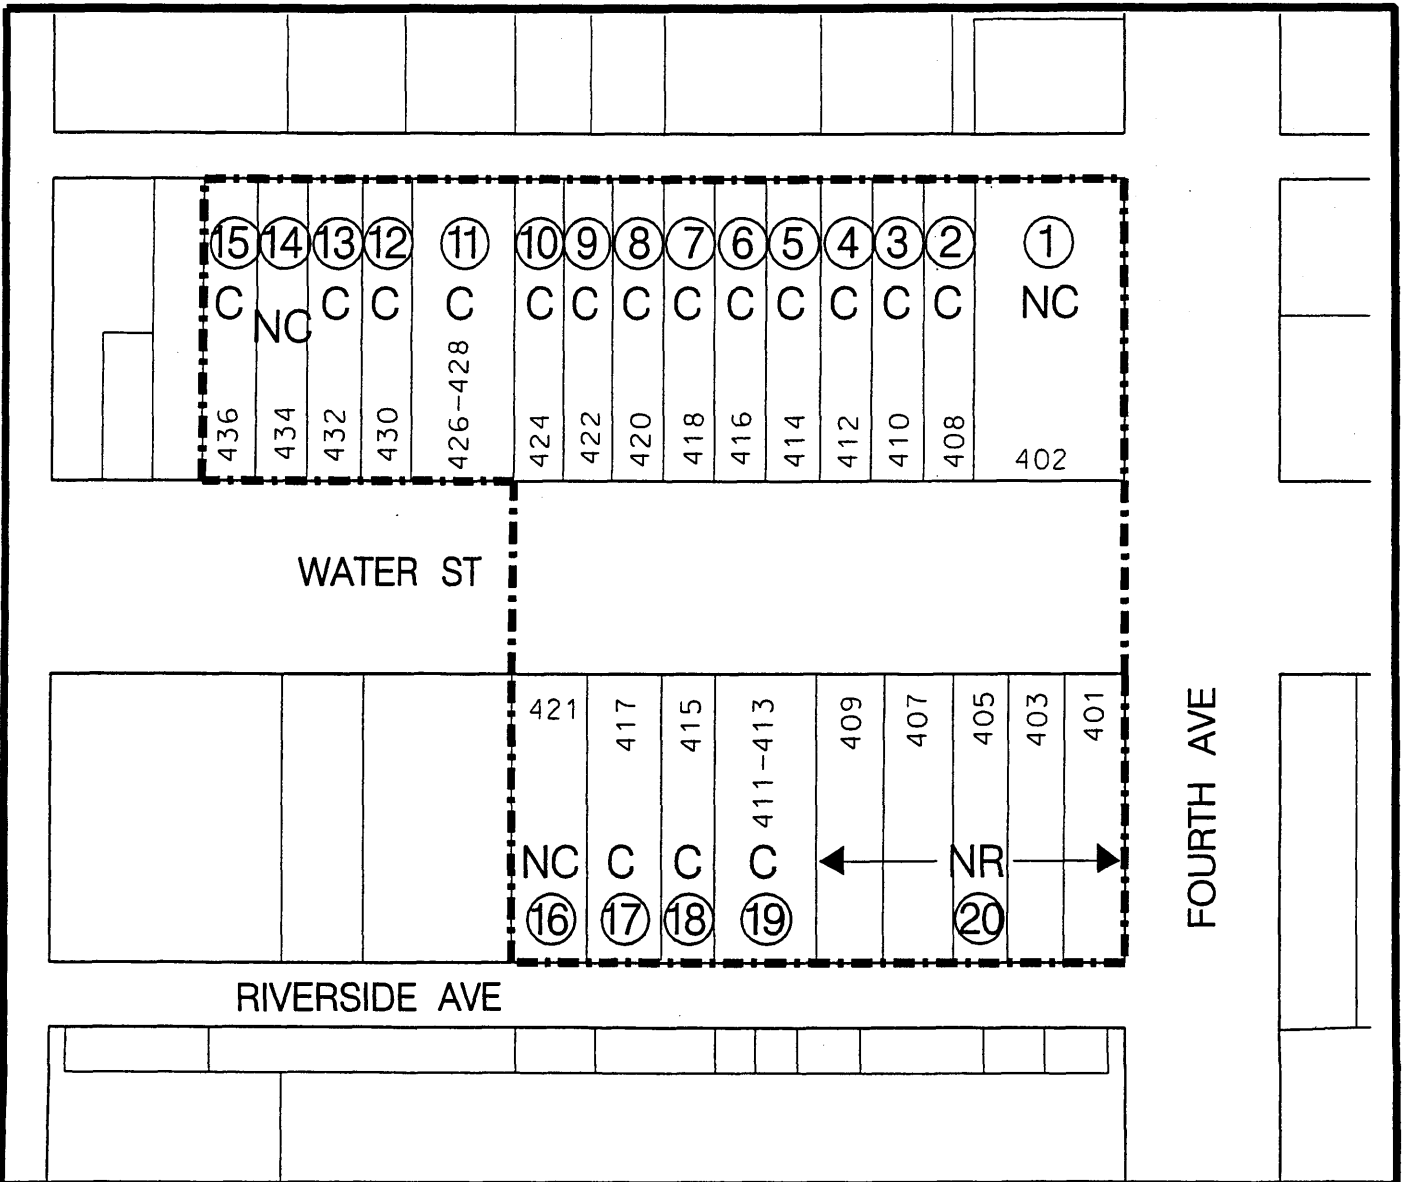 15 14 13 12 11 10 9 8 7 6 5 4 3 2 1
C NC C C C C C C C C C C C C NC
436 434 432 430 426-428 424 422 420 418 416 414 412 410 408 402
WATER ST
421 417 415 411-413 409 407 405 403 401
NC C C C NR
16 17 18 19 20
FOURTH AVE
RIVERSIDE AVE